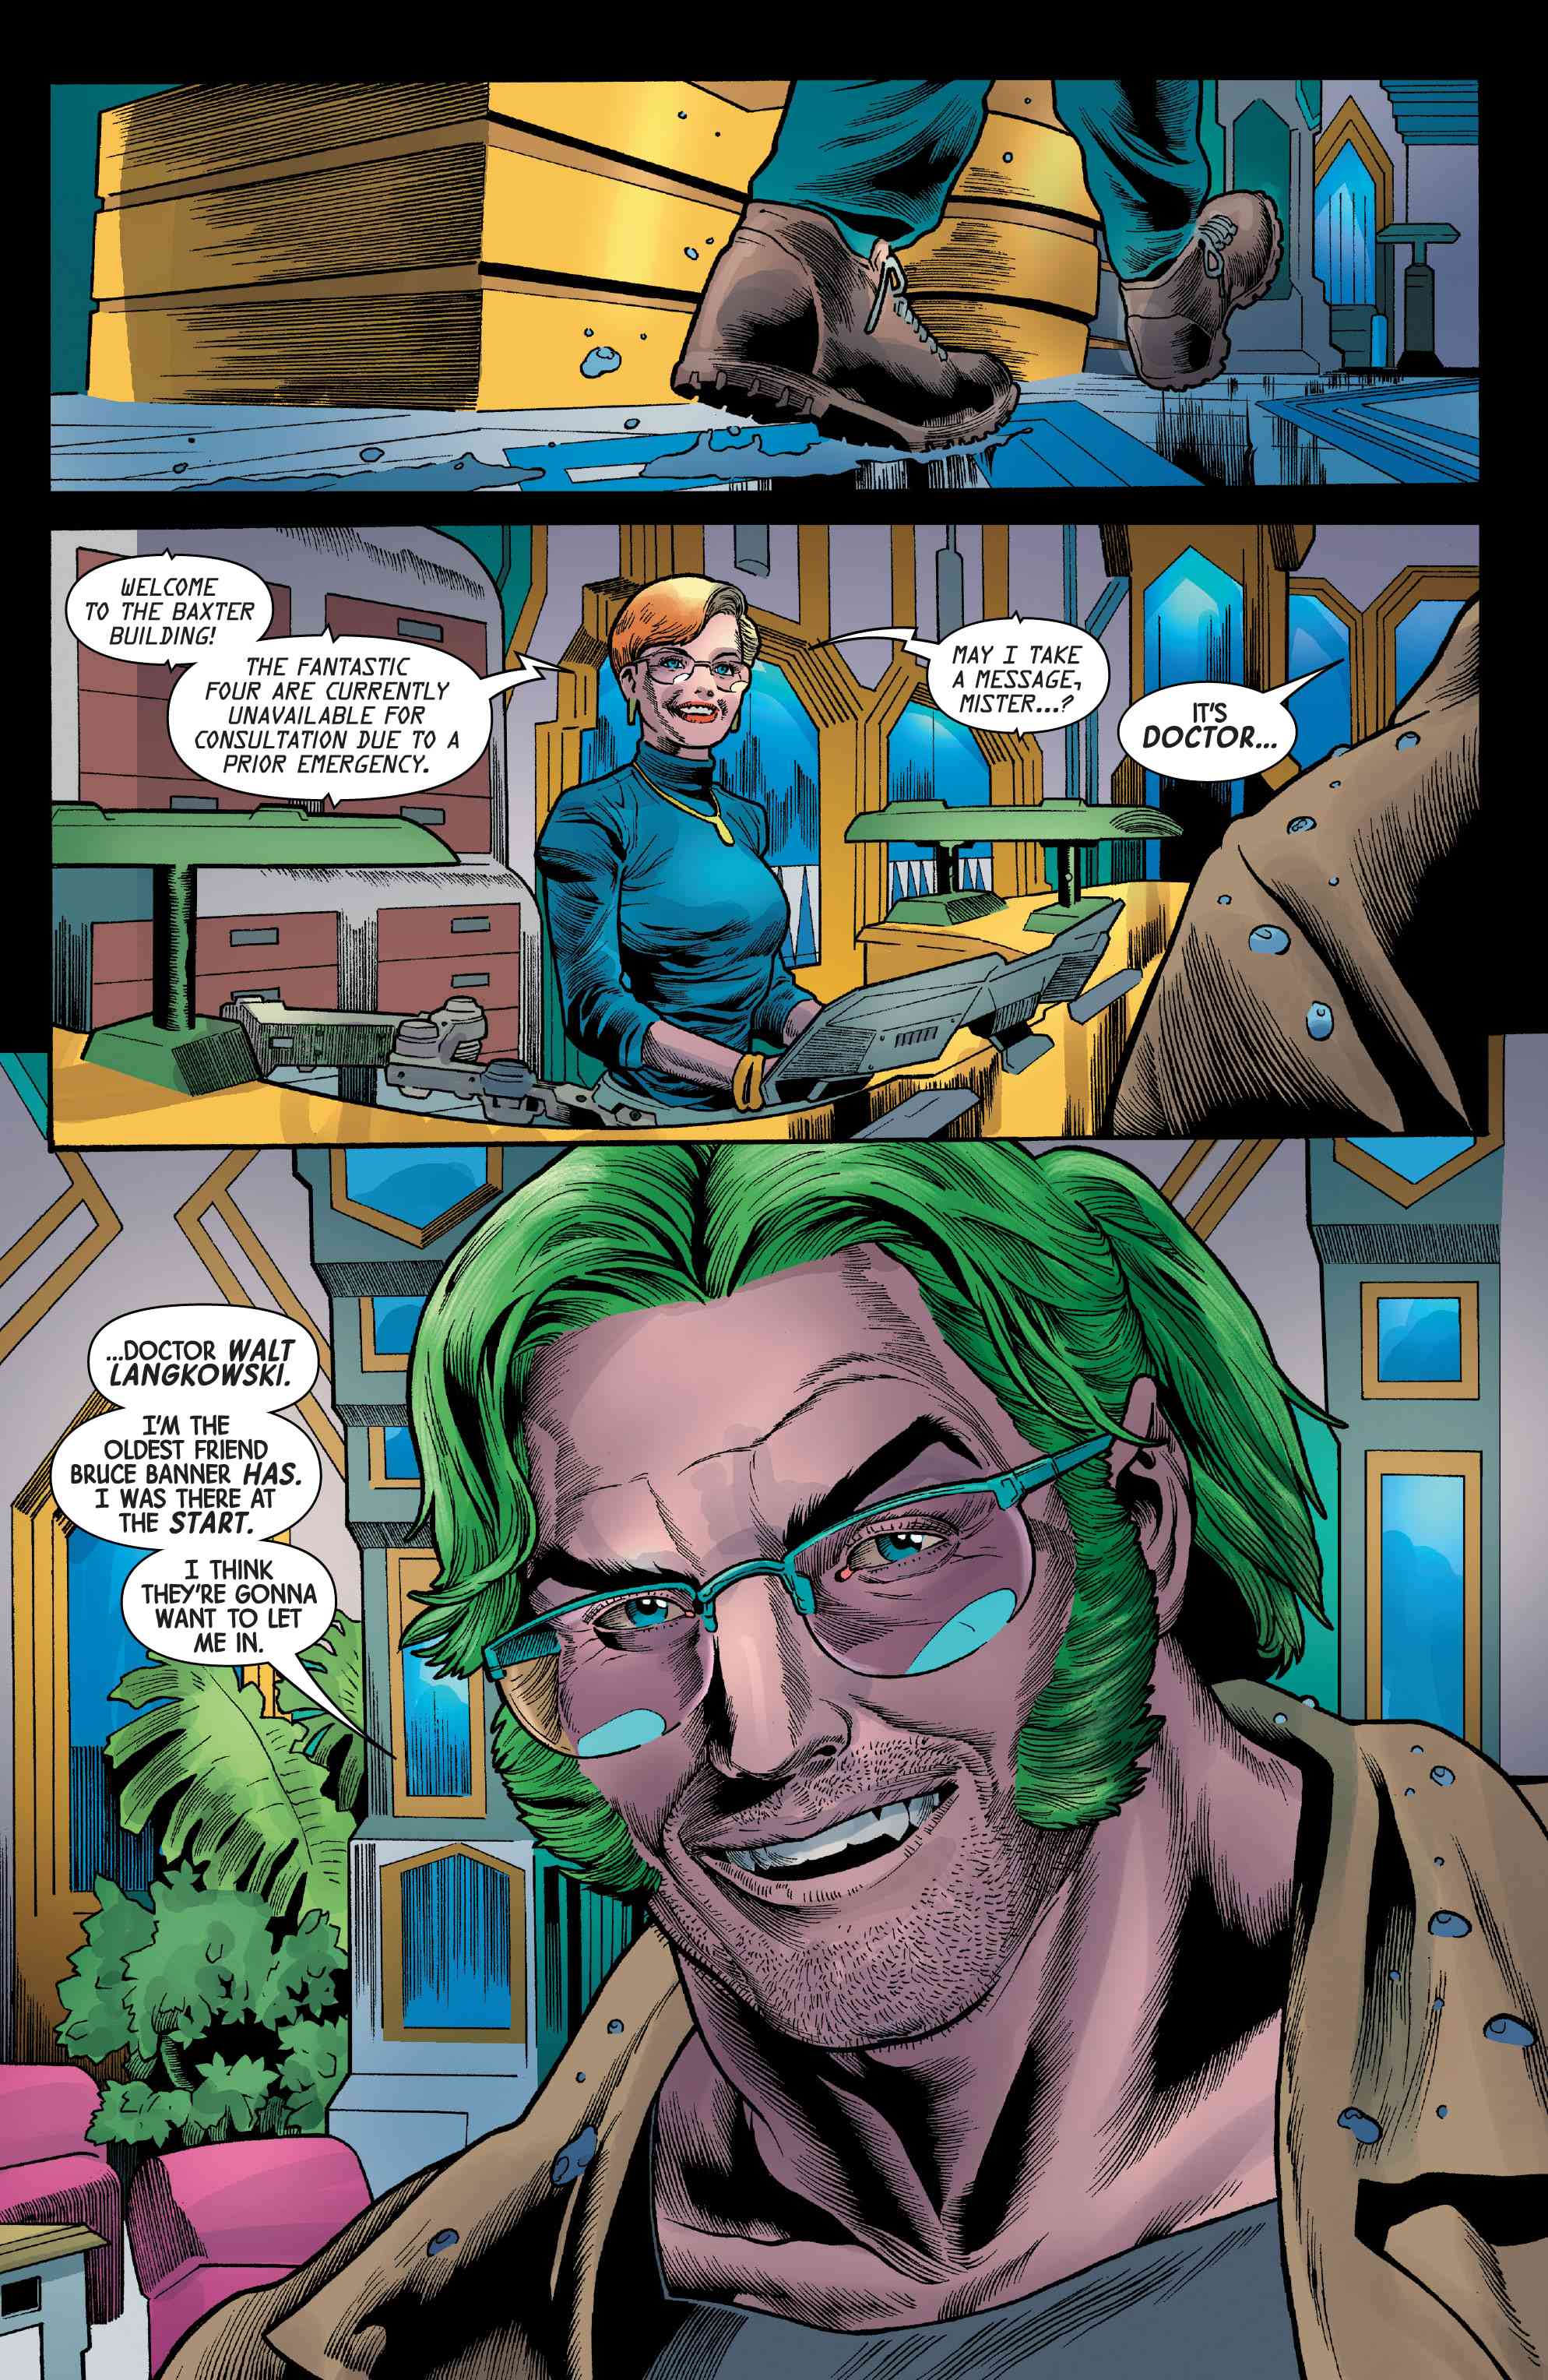 WELCOME
TO THE BAXTER
BUILDING!
THE FANTASTIC
FOUR ARE CURRENTLY
UNAVAILABLE FOR
CONSULTATION DUE TO A
PRIOR EMERGENCY.
MAY I TAKE
A MESSAGE,
MISTER...?
IT'S
DOCTOR...
...DOCTOR WALT
LANGKOWSKI.
I'M THE
OLDEST FRIEND
BRUCE BANNER HAS.
I WAS THERE AT
THE START.
I THINK
THEY'RE GONNA
WANT TO LET
ME IN.